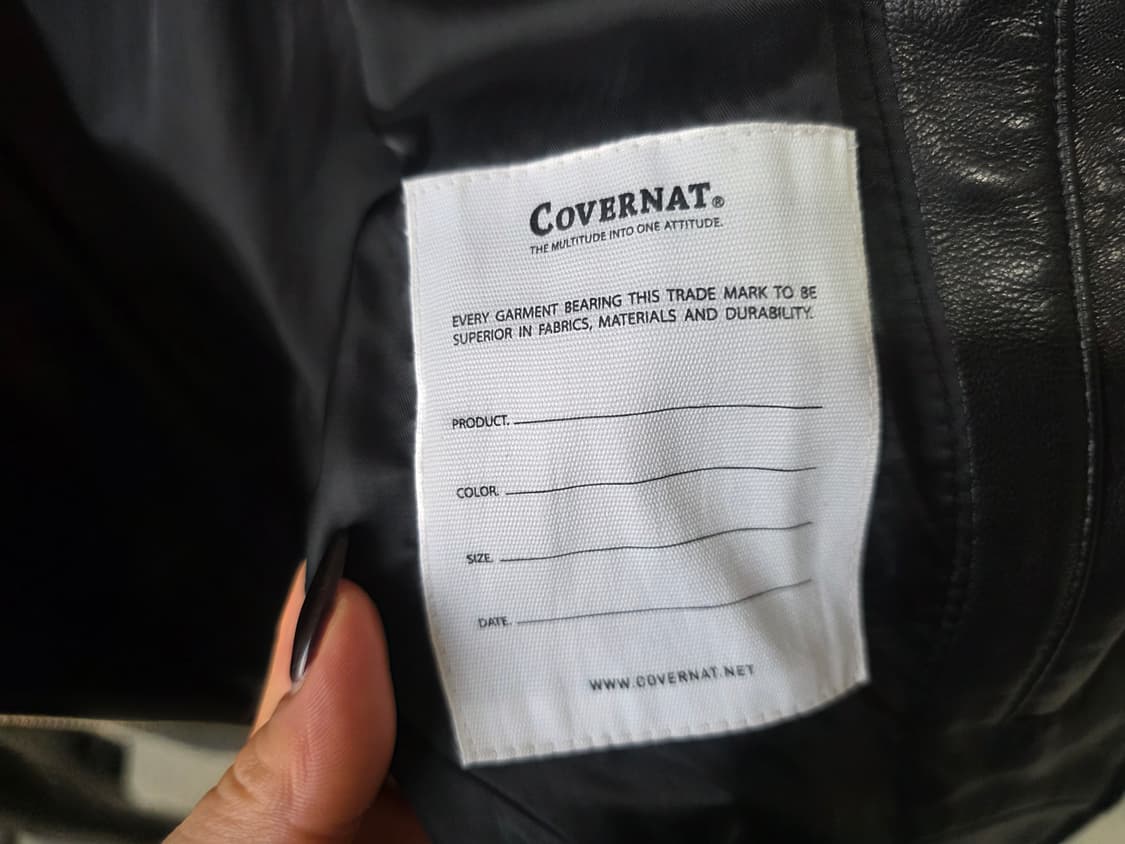 COVERNAT®
THE MULTITUDE INTO ONE ATTITUDE.
EVERY GARMENT BEARING THIS TRADE MARK TO BE
SUPERIOR IN FABRICS, MATERIALS AND DURABILITY.
PRODUCT.
COLOR.
SIZE.
DATE.
WWW.COVERNAT.NET